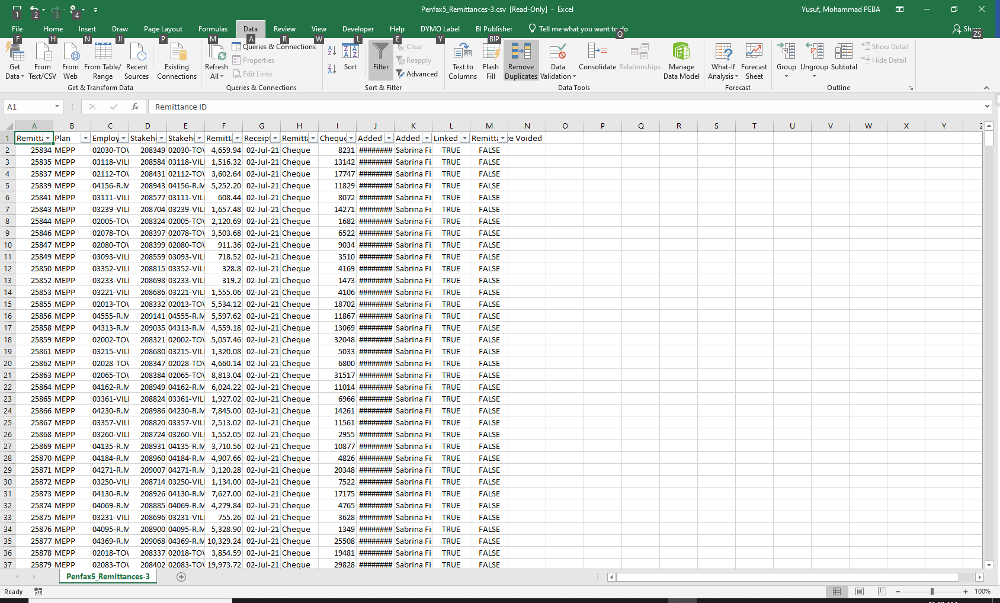 Penfax5_Remittances-3.csv [Read-Only] - Excel
Yusuf, Mohammad PEBA
1 2 3 4
File Home Insert Draw Page Layout Formulas Data Review View Developer Help DYMO Label BI Publisher Tell me what you want to do Share
F H N JI P M A R W L E Y BIP Q ZS
Get Data
From Text/CSV
From Web
From Table/ Range
Recent Sources
Existing Connections
Get & Transform Data
Refresh All
Queries & Connections
Properties
Edit Links
Queries & Connections
Sort
Filter
Clear
Reapply
Advanced
Sort & Filter
Text to Columns
Flash Fill
Remove Duplicates
Data Validation
Consolidate
Relationships
Manage Data Model
Data Tools
What-If Analysis
Forecast Sheet
Forecast
Group
Ungroup
Subtotal
Show Detail
Hide Detail
Outline
A1 fx Remittance ID
A B C D E F G H I J K L M N O P Q R S T U V W X Y Z
1 Remitta Plan Employ Stakeh Stakeh Remitta Receipt Remitta Cheque Added Added Linked Remitta ce Voided
2 25834 MEPP 02030-TOV 208349 02030-TOV 4,659.94 02-Jul-21 Cheque 8231 ######## Sabrina Fi TRUE FALSE
3 25835 MEPP 03118-VILI 208584 03118-VILI 1,516.32 02-Jul-21 Cheque 13142 ######## Sabrina Fi TRUE FALSE
4 25837 MEPP 02112-TOV 208431 02112-TOV 3,602.64 02-Jul-21 Cheque 17747 ######## Sabrina Fi TRUE FALSE
5 25839 MEPP 04156-R.M 208943 04156-R.M 5,252.20 02-Jul-21 Cheque 11829 ######## Sabrina Fi TRUE FALSE
6 25841 MEPP 03111-VILI 208577 03111-VILI 608.44 02-Jul-21 Cheque 8072 ######## Sabrina Fi TRUE FALSE
7 25843 MEPP 03239-VILI 208704 03239-VILI 1,657.48 02-Jul-21 Cheque 14271 ######## Sabrina Fi TRUE FALSE
8 25844 MEPP 02005-TOV 208324 02005-TOV 2,120.69 02-Jul-21 Cheque 1682 ######## Sabrina Fi TRUE FALSE
9 25846 MEPP 02078-TOV 208397 02078-TOV 3,503.68 02-Jul-21 Cheque 6522 ######## Sabrina Fi TRUE FALSE
10 25847 MEPP 02080-TOV 208399 02080-TOV 911.36 02-Jul-21 Cheque 9034 ######## Sabrina Fi TRUE FALSE
11 25849 MEPP 03093-VILI 208559 03093-VILI 718.52 02-Jul-21 Cheque 3510 ######## Sabrina Fi TRUE FALSE
12 25850 MEPP 03352-VILI 208815 03352-VILI 328.8 02-Jul-21 Cheque 4169 ######## Sabrina Fi TRUE FALSE
13 25852 MEPP 03233-VILI 208698 03233-VILI 319.2 02-Jul-21 Cheque 1473 ######## Sabrina Fi TRUE FALSE
14 25853 MEPP 03221-VILI 208686 03221-VILI 1,555.06 02-Jul-21 Cheque 4106 ######## Sabrina Fi TRUE FALSE
15 25855 MEPP 02013-TOV 208332 02013-TOV 5,534.12 02-Jul-21 Cheque 18702 ######## Sabrina Fi TRUE FALSE
16 25856 MEPP 04555-R.M 209141 04555-R.M 5,597.62 02-Jul-21 Cheque 11867 ######## Sabrina Fi TRUE FALSE
17 25858 MEPP 04313-R.M 209035 04313-R.M 4,559.18 02-Jul-21 Cheque 13069 ######## Sabrina Fi TRUE FALSE
18 25859 MEPP 02002-TOV 208321 02002-TOV 5,057.46 02-Jul-21 Cheque 32048 ######## Sabrina Fi TRUE FALSE
19 25861 MEPP 03215-VILI 208680 03215-VILI 1,320.08 02-Jul-21 Cheque 5033 ######## Sabrina Fi TRUE FALSE
20 25862 MEPP 02028-TOV 208347 02028-TOV 4,660.14 02-Jul-21 Cheque 6800 ######## Sabrina Fi TRUE FALSE
21 25863 MEPP 02065-TOV 208384 02065-TOV 8,813.04 02-Jul-21 Cheque 31517 ######## Sabrina Fi TRUE FALSE
22 25864 MEPP 04162-R.M 208949 04162-R.M 6,024.22 02-Jul-21 Cheque 11014 ######## Sabrina Fi TRUE FALSE
23 25865 MEPP 03361-VILI 208824 03361-VILI 1,927.02 02-Jul-21 Cheque 6966 ######## Sabrina Fi TRUE FALSE
24 25866 MEPP 04230-R.M 208986 04230-R.M 7,845.00 02-Jul-21 Cheque 14261 ######## Sabrina Fi TRUE FALSE
25 25867 MEPP 03357-VILI 208820 03357-VILI 2,513.02 02-Jul-21 Cheque 11561 ######## Sabrina Fi TRUE FALSE
26 25868 MEPP 03260-VILI 208724 03260-VILI 1,552.05 02-Jul-21 Cheque 2955 ######## Sabrina Fi TRUE FALSE
27 25869 MEPP 04135-R.M 208931 04135-R.M 3,710.56 02-Jul-21 Cheque 10877 ######## Sabrina Fi TRUE FALSE
28 25870 MEPP 04184-R.M 208960 04184-R.M 4,907.66 02-Jul-21 Cheque 4826 ######## Sabrina Fi TRUE FALSE
29 25871 MEPP 04271-R.M 209007 04271-R.M 3,120.28 02-Jul-21 Cheque 20348 ######## Sabrina Fi TRUE FALSE
30 25872 MEPP 03250-VILI 208714 03250-VILI 1,134.00 02-Jul-21 Cheque 7522 ######## Sabrina Fi TRUE FALSE
31 25873 MEPP 04130-R.M 208926 04130-R.M 7,627.00 02-Jul-21 Cheque 17175 ######## Sabrina Fi TRUE FALSE
32 25874 MEPP 04069-R.M 208885 04069-R.M 4,279.84 02-Jul-21 Cheque 4765 ######## Sabrina Fi TRUE FALSE
33 25875 MEPP 03231-VILI 208696 03231-VILI 755.26 02-Jul-21 Cheque 3628 ######## Sabrina Fi TRUE FALSE
34 25876 MEPP 04095-R.M 208900 04095-R.M 5,328.90 02-Jul-21 Cheque 1349 ######## Sabrina Fi TRUE FALSE
35 25877 MEPP 04369-R.M 209068 04369-R.M 10,329.24 02-Jul-21 Cheque 25508 ######## Sabrina Fi TRUE FALSE
36 25878 MEPP 02018-TOV 208337 02018-TOV 3,854.59 02-Jul-21 Cheque 19481 ######## Sabrina Fi TRUE FALSE
37 25879 MEPP 02083-TOV 208402 02083-TOV 19,973.72 02-Jul-21 Cheque 29828 ######## Sabrina Fi TRUE FALSE
Penfax5_Remittances-3
Ready
100%